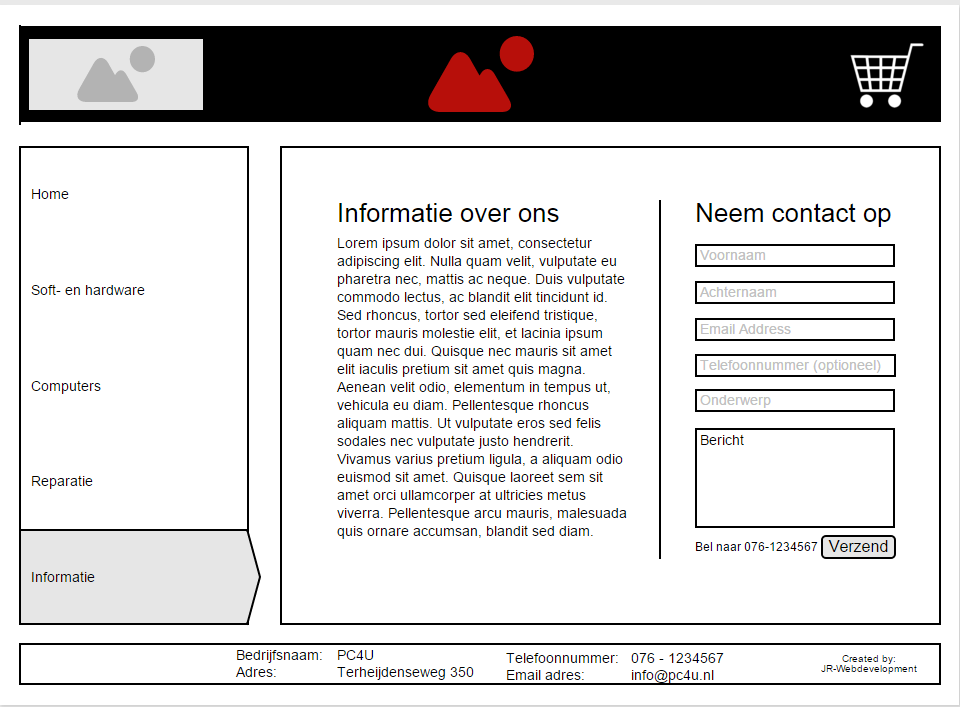 Home
Soft- en hardware
Computers
Reparatie
Informatie
Informatie over ons
Lorem ipsum dolor sit amet, consectetur
adipiscing elit. Nulla quam velit, vulputate eu
pharetra nec, mattis ac neque. Duis vulputate
commodo lectus, ac blandit elit tincidunt id.
Sed rhoncus, tortor sed eleifend tristique,
tortor mauris molestie elit, et lacinia ipsum
quam nec dui. Quisque nec mauris sit amet
elit iaculis pretium sit amet quis magna.
Aenean velit odio, elementum in tempus ut,
vehicula eu diam. Pellentesque rhoncus
aliquam mattis. Ut vulputate eros sed felis
sodales nec vulputate justo hendrerit.
Vivamus varius pretium ligula, a aliquam odio
euismod sit amet. Quisque laoreet sem sit
amet orci ullamcorper at ultricies metus
viverra. Pellentesque arcu mauris, malesuada
quis ornare accumsan, blandit sed diam.
Neem contact op
Voornaam
Achternaam
Email Address
Telefoonnummer (optioneel)
Onderwerp
Bericht
Bel naar 076-1234567 Verzend
Bedrijfsnaam: PC4U
Adres: Terheijdenseweg 350
Telefoonnummer: 076 - 1234567
Email adres: info@pc4u.nl
Created by:
JR-Webdevelopment